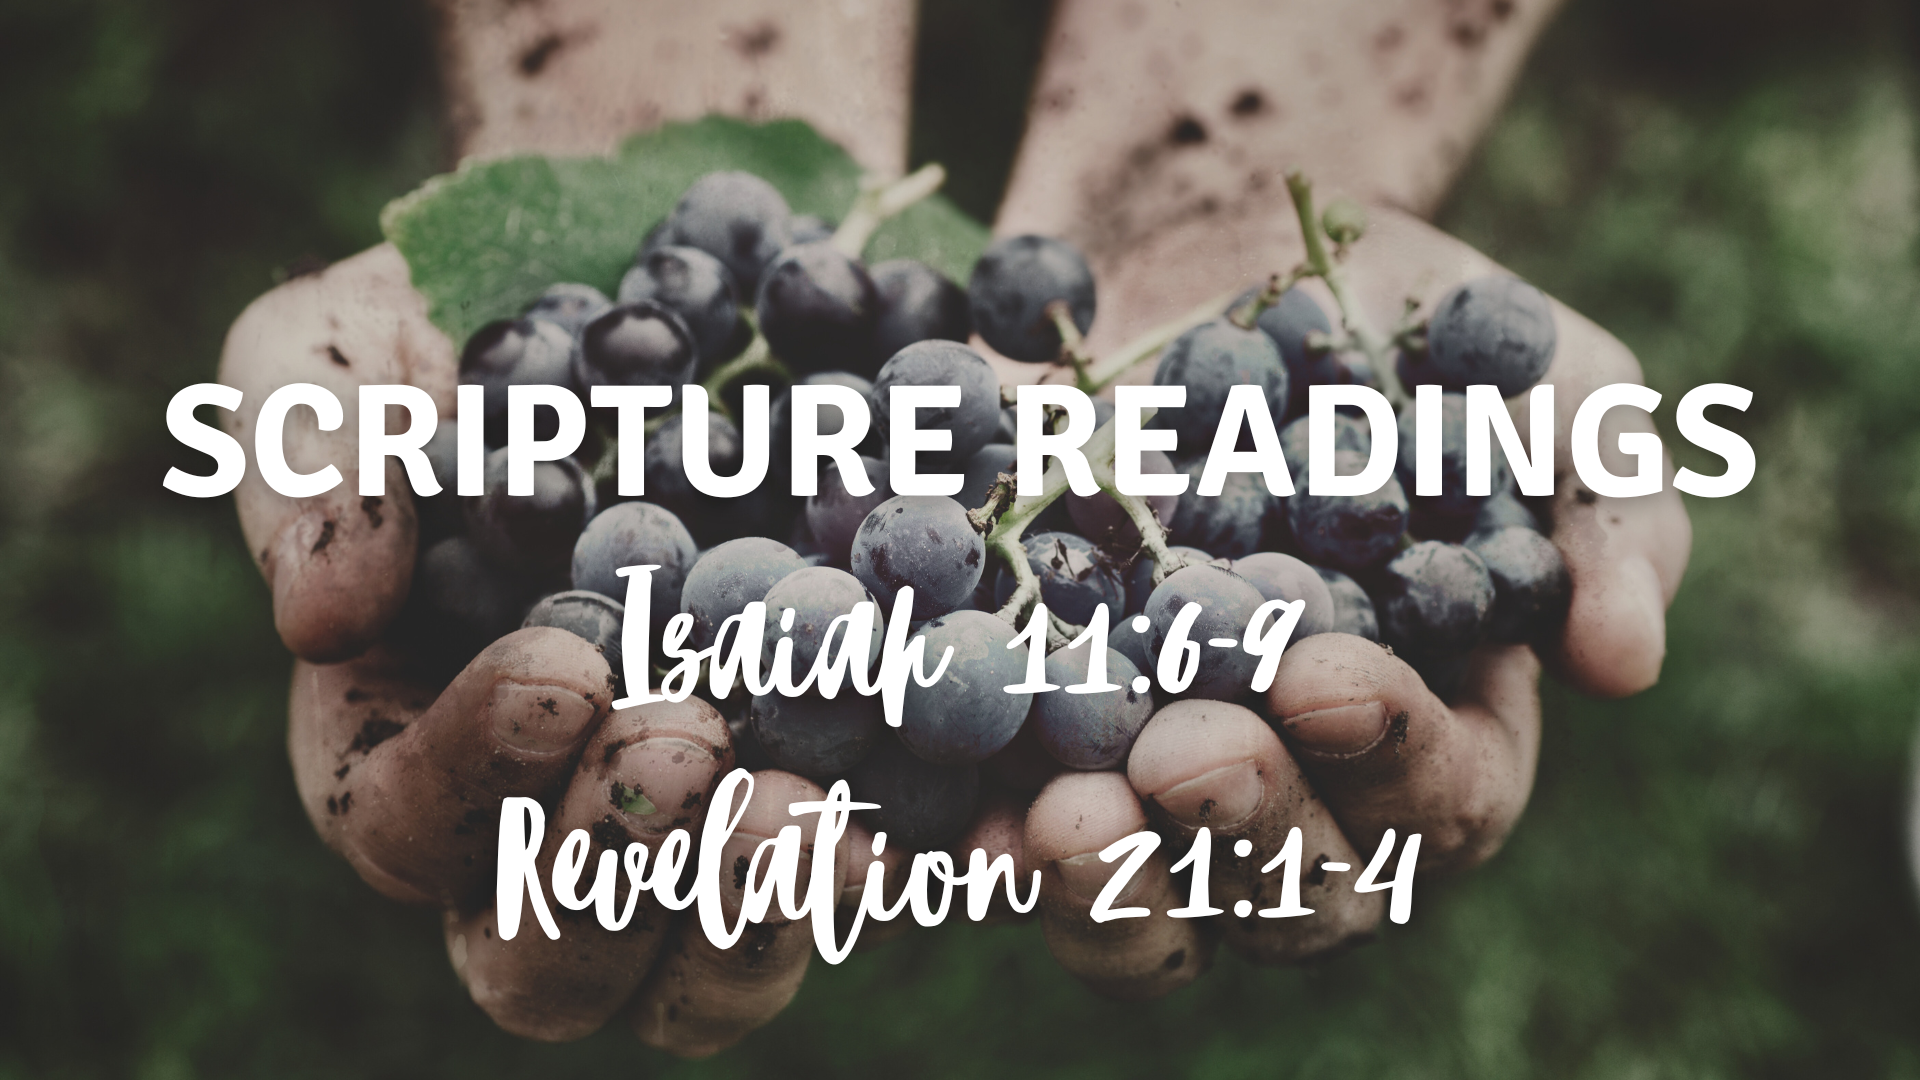 SCRIPTURE READINGS
Isaiah 11:6-9
Revelation 21:1-4